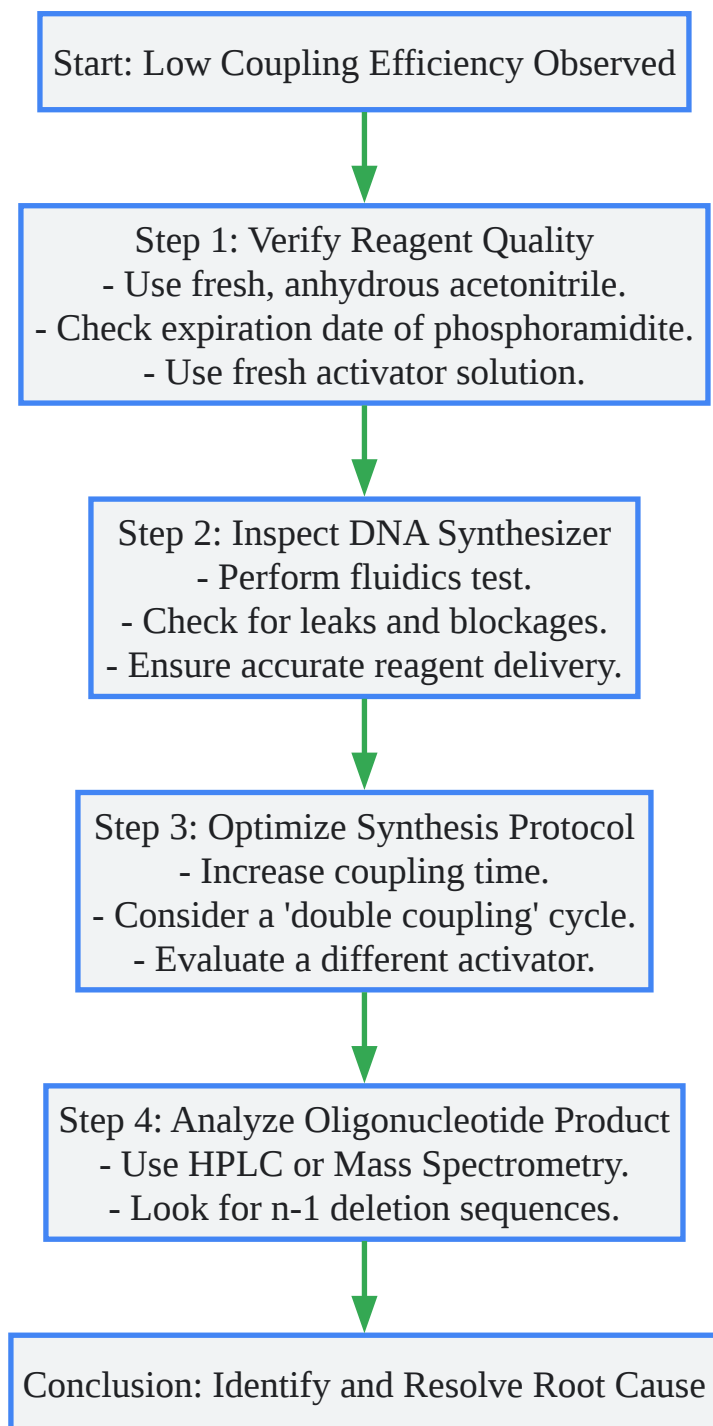 Start: Low Coupling Efficiency Observed
Step 1: Verify Reagent Quality
- Use fresh, anhydrous acetonitrile.
- Check expiration date of phosphoramidite.
- Use fresh activator solution.
Step 2: Inspect DNA Synthesizer
- Perform fluidics test.
- Check for leaks and blockages.
- Ensure accurate reagent delivery.
Step 3: Optimize Synthesis Protocol
- Increase coupling time.
- Consider a 'double coupling' cycle.
- Evaluate a different activator.
Step 4: Analyze Oligonucleotide Product
- Use HPLC or Mass Spectrometry.
- Look for n-1 deletion sequences.
Conclusion: Identify and Resolve Root Cause